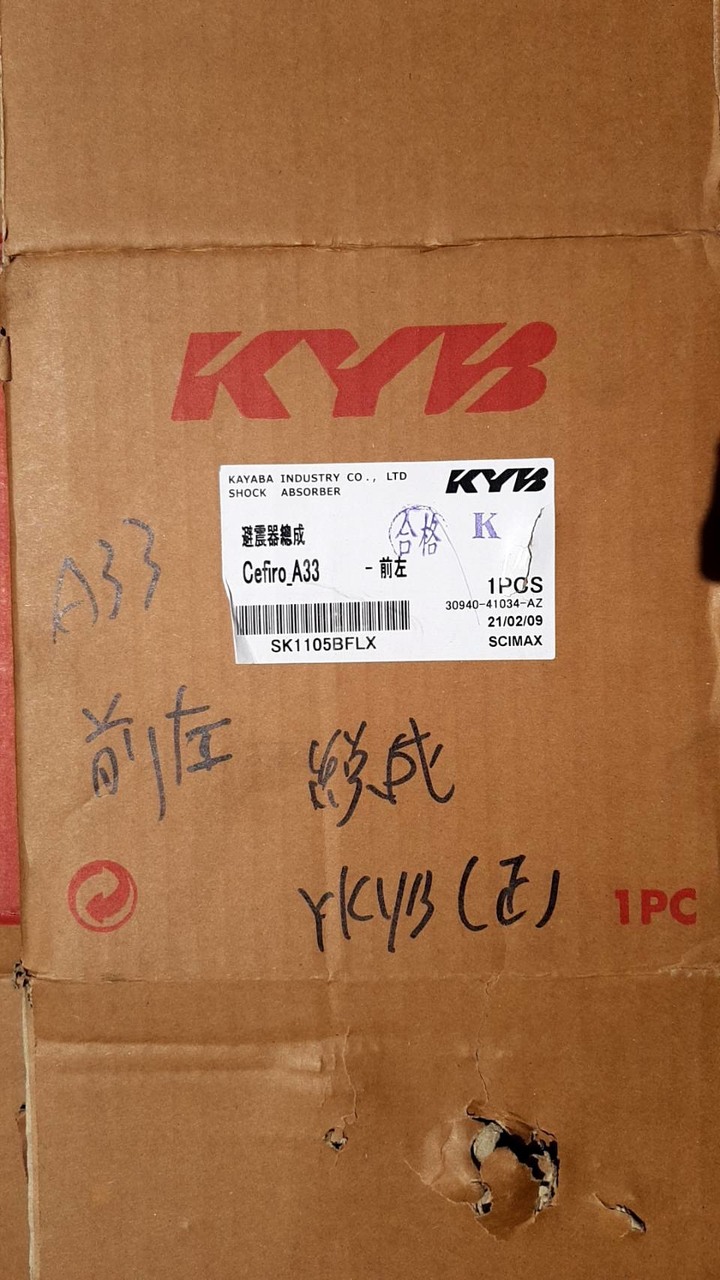 KYB
KAYABA INDUSTRY CO., LTD
SHOCK ABSORBER
KYB
避震器總成
合格
K
Cefiro_A33 - 前左
1PCS
30940-41034-AZ
21/02/09
SK1105BFLX
SCIMAX
A33
前左
總成
KYB (正)
1PC